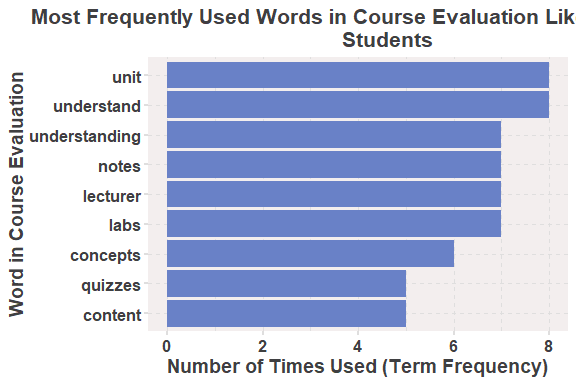 Most Frequently Used Words in Course Evaluation Lik
Students
Word in Course Evaluation
unit
understand
understanding
notes
lecturer
labs
concepts
quizzes
content
0 2 4 6 8
Number of Times Used (Term Frequency)